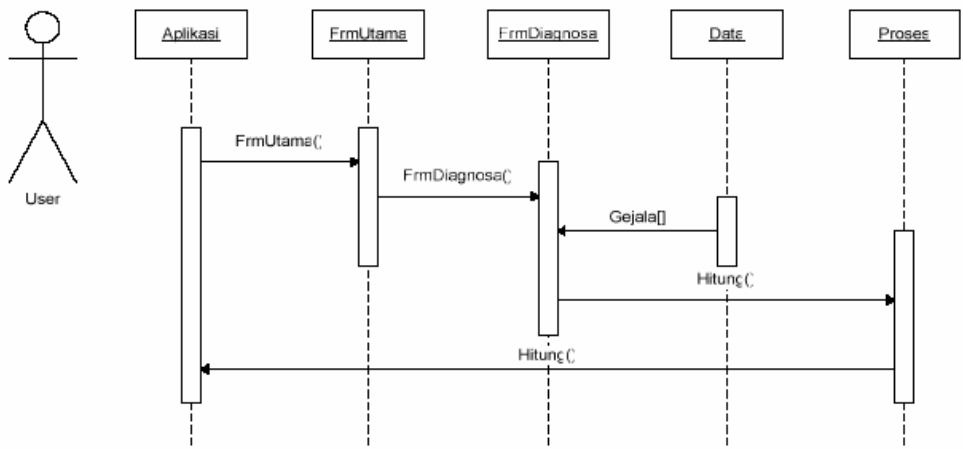 Aplikasi
FrmUtama
FrmDiagnosa
Data
Proses
User
FrmUtama()
FrmDiagnosa()
Gejala[]
Hitung()
Hitung()